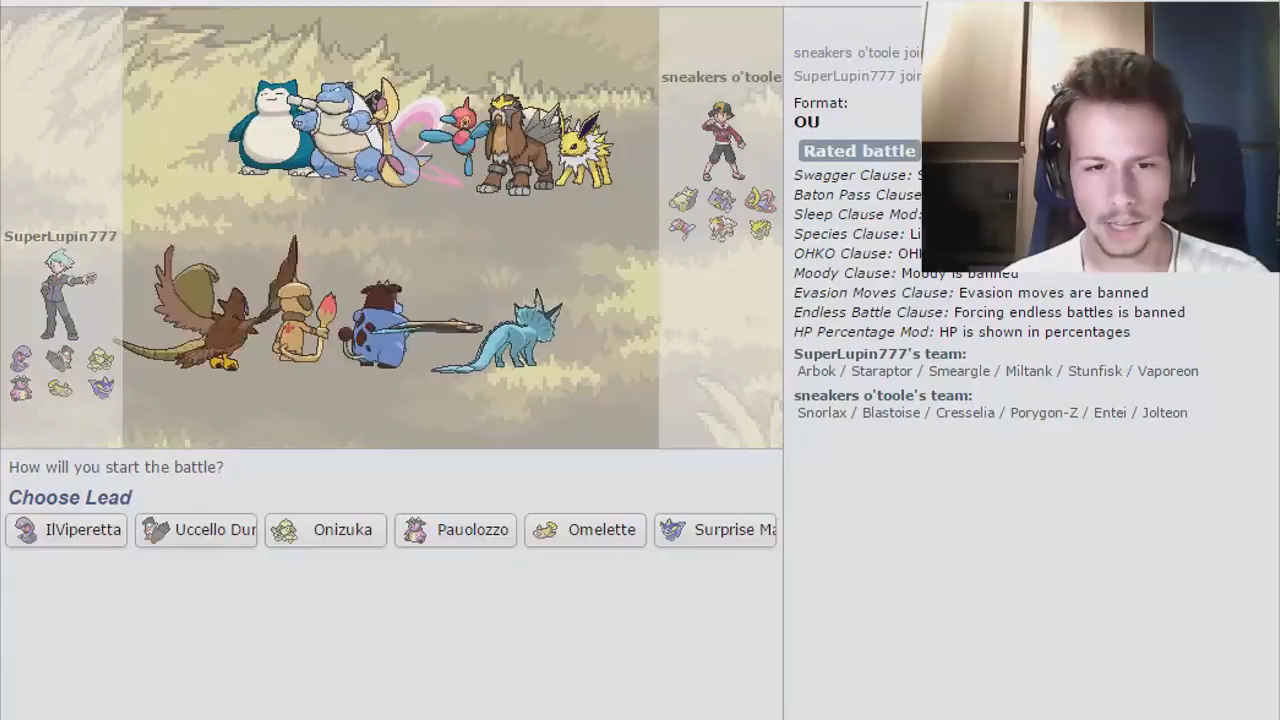 sneakers o'toole
SuperLupin777
How will you start the battle?
Choose Lead
IlViperetta
Uccello Dur
Onizuka
Pauolozzo
Omelette
Surprise Ma
sneakers o'toole joi
SuperLupin777 join
Format:
OU
Rated battle
Swagger Clause: S
Baton Pass Clause
Sleep Clause Mod:
Species Clause: Li
OHKO Clause: OH
Moody Clause: Moody is banned
Evasion Moves Clause: Evasion moves are banned
Endless Battle Clause: Forcing endless battles is banned
HP Percentage Mod: HP is shown in percentages
SuperLupin777's team:
Arbok / Staraptor / Smeargle / Miltank / Stunfisk / Vaporeon
sneakers o'toole's team:
Snorlax / Blastoise / Cresselia / Porygon-Z / Entei / Jolteon